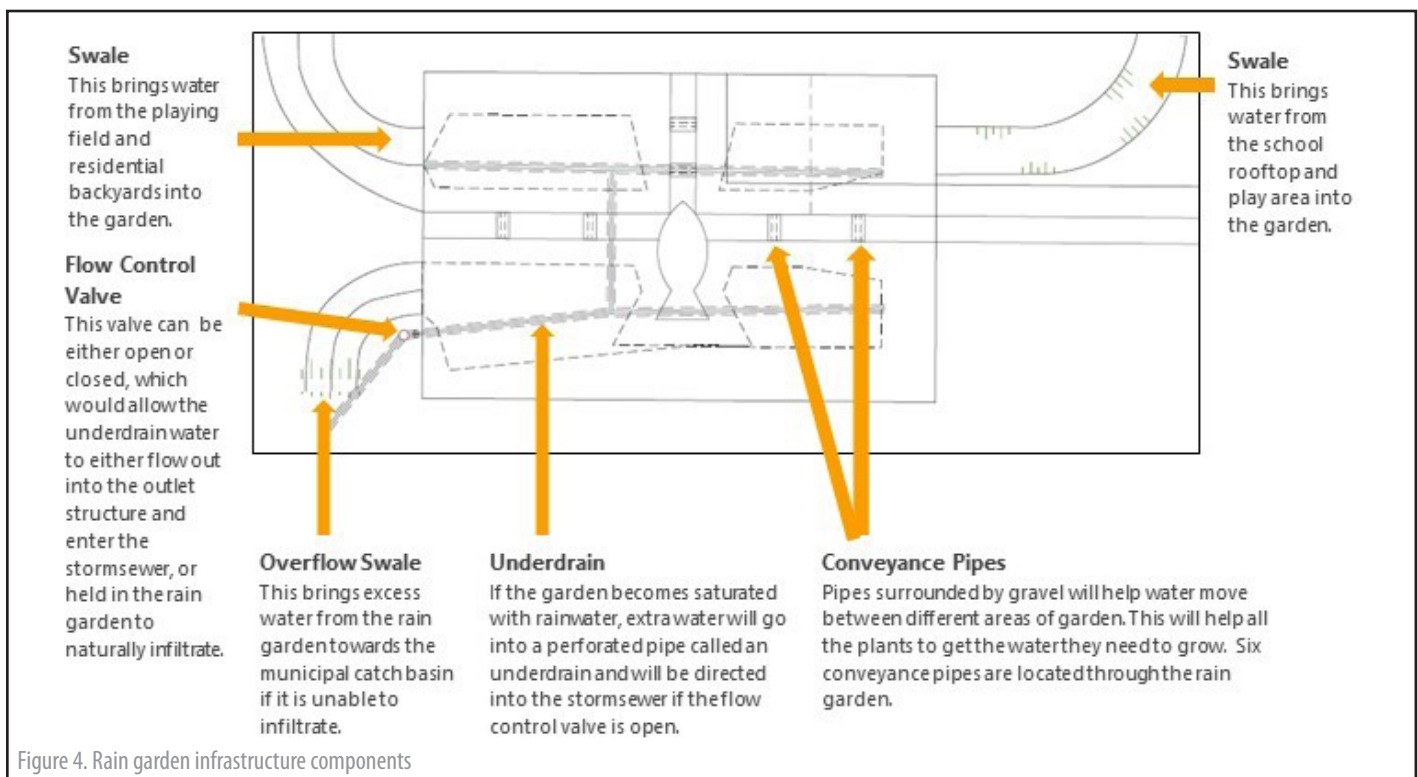 Swale
This brings water
from the playing
field and
residential
backyards into
the garden.
Flow Control
Valve
This valve can be
either open or
closed, which
would allow the
underdrain water
to either flow out
into the outlet
structure and
enter the
stormsewer, or
held in the rain
garden to
naturally infiltrate.
Swale
This brings
water from
the school
rooftop and
play area into
the garden.
Overflow Swale
This brings excess
water from the rain
garden towards the
municipal catch basin
if it is unable to
infiltrate.
Underdrain
If the garden becomes saturated
with rainwater, extra water will go
into a perforated pipe called an
underdrain and will be directed
into the stormsewer if the flow
control valve is open.
Conveyance Pipes
Pipes surrounded by gravel will help water move
between different areas of garden. This will help all
the plants to get the water they need to grow. Six
conveyance pipes are located through the rain
garden.
Figure 4. Rain garden infrastructure components